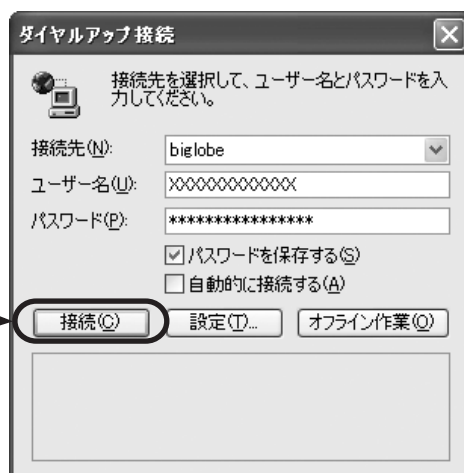 ダイヤルアップ接続
接続先を選択して、ユーザー名とパスワードを入
力してください。
接続先(N):
biglobe
ユーザー名(U):
XXXXXXXXXXXXX
パスワード(P):
****************
パスワードを保存する(S)
自動的に接続する(A)
接続(C)
設定(T)...
オフライン作業(O)